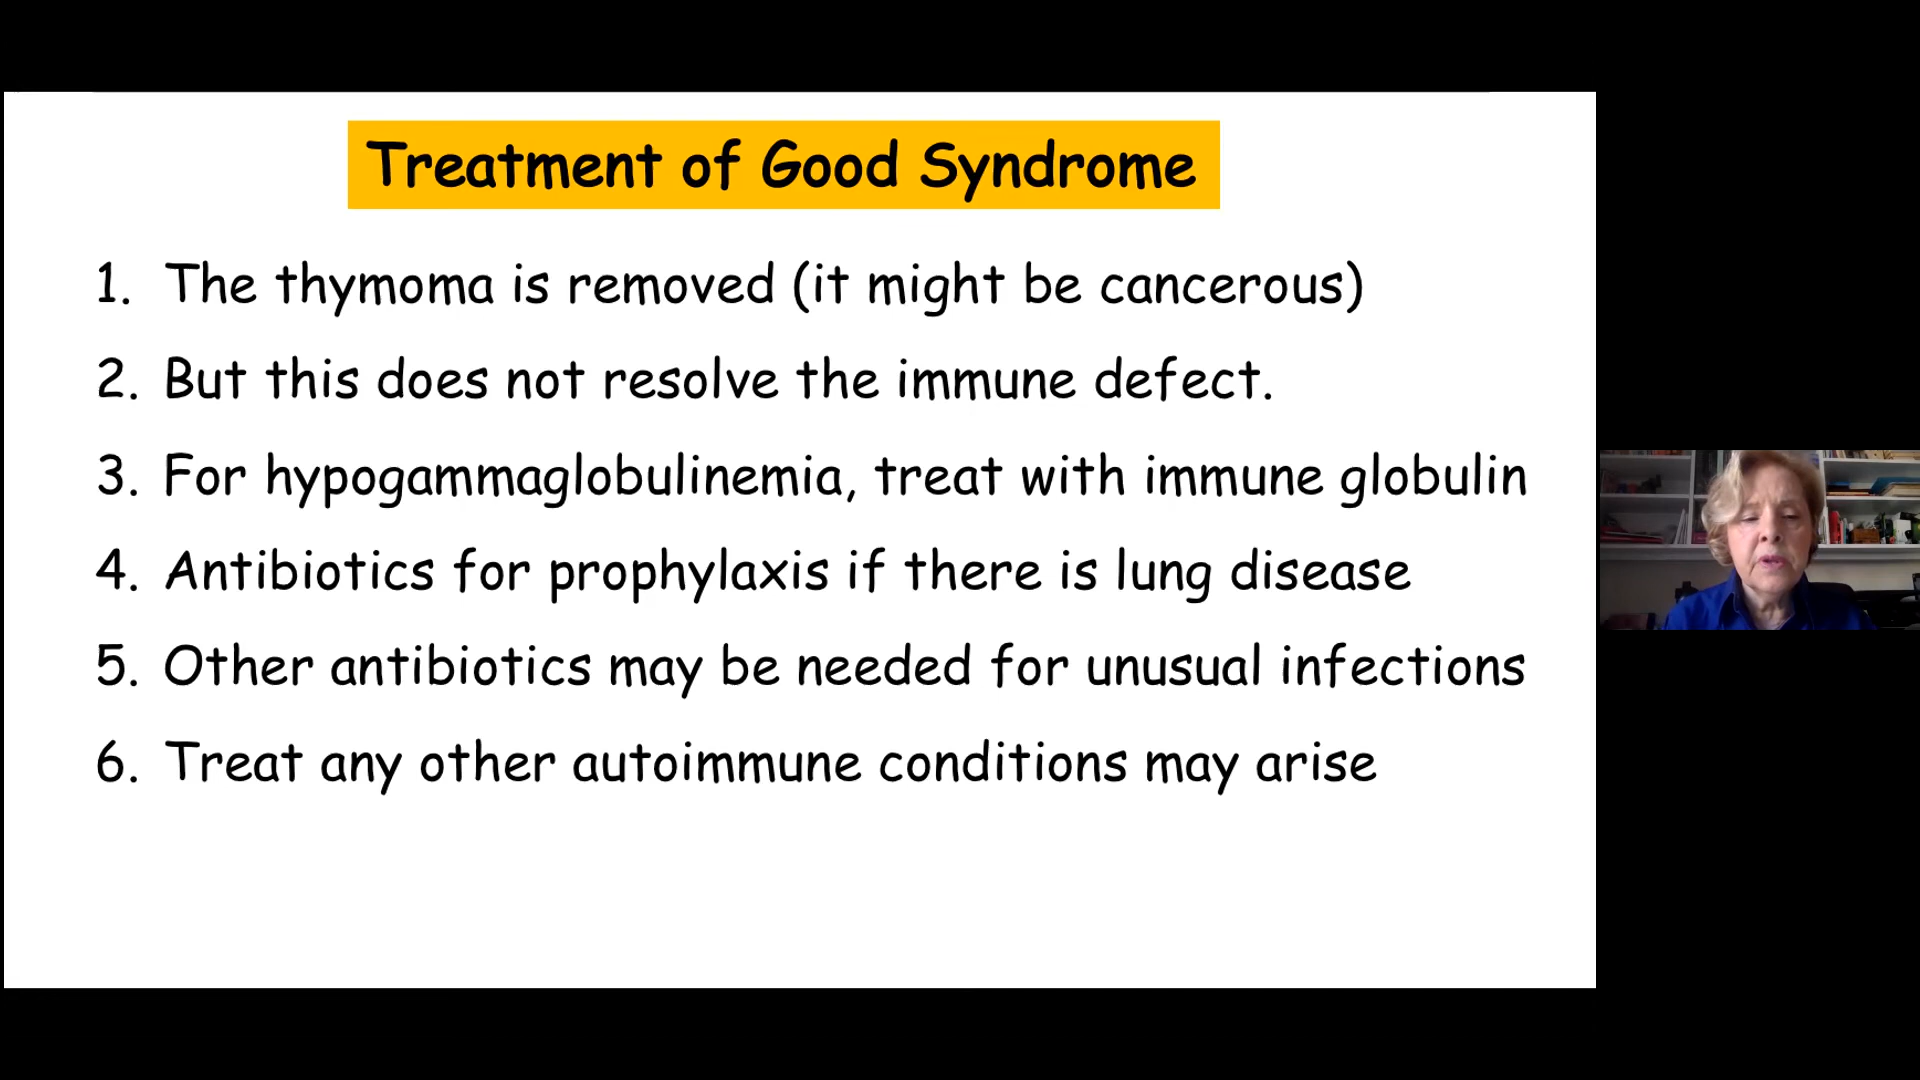 Treatment of Good Syndrome
1. The thymoma is removed (it might be cancerous)
2. But this does not resolve the immune defect.
3. For hypogammaglobulinemia, treat with immune globulin
4. Antibiotics for prophylaxis if there is lung disease
5. Other antibiotics may be needed for unusual infections
6. Treat any other autoimmune conditions may arise